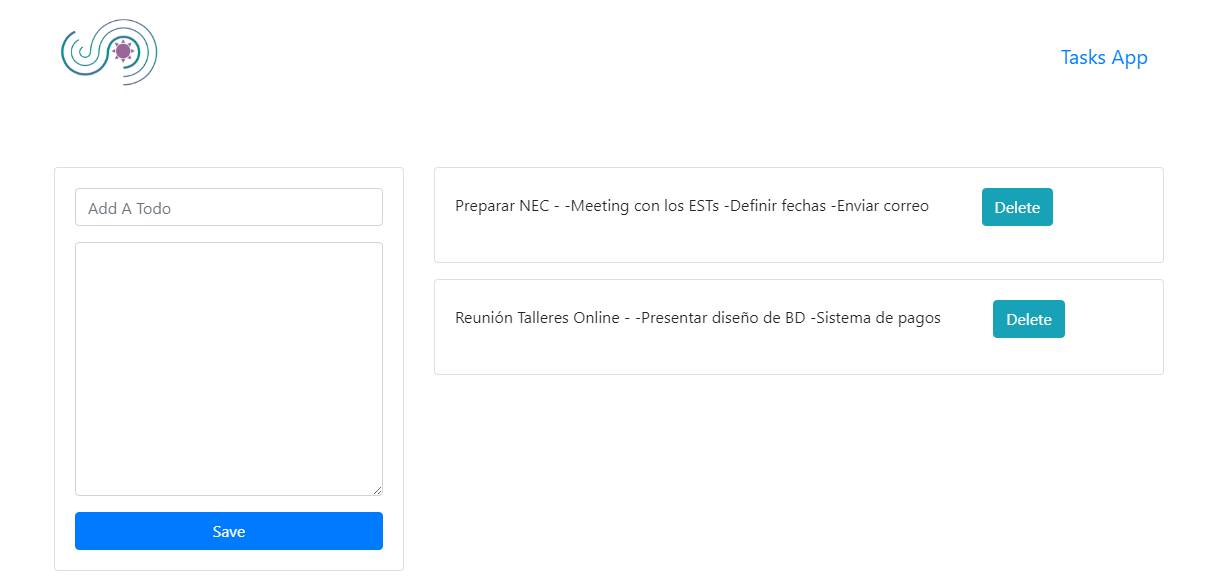 Tasks App
Add A Todo
Save
Preparar NEC - -Meeting con los ESTs -Definir fechas -Enviar correo
Delete
Reunión Talleres Online - -Presentar diseño de BD -Sistema de pagos
Delete